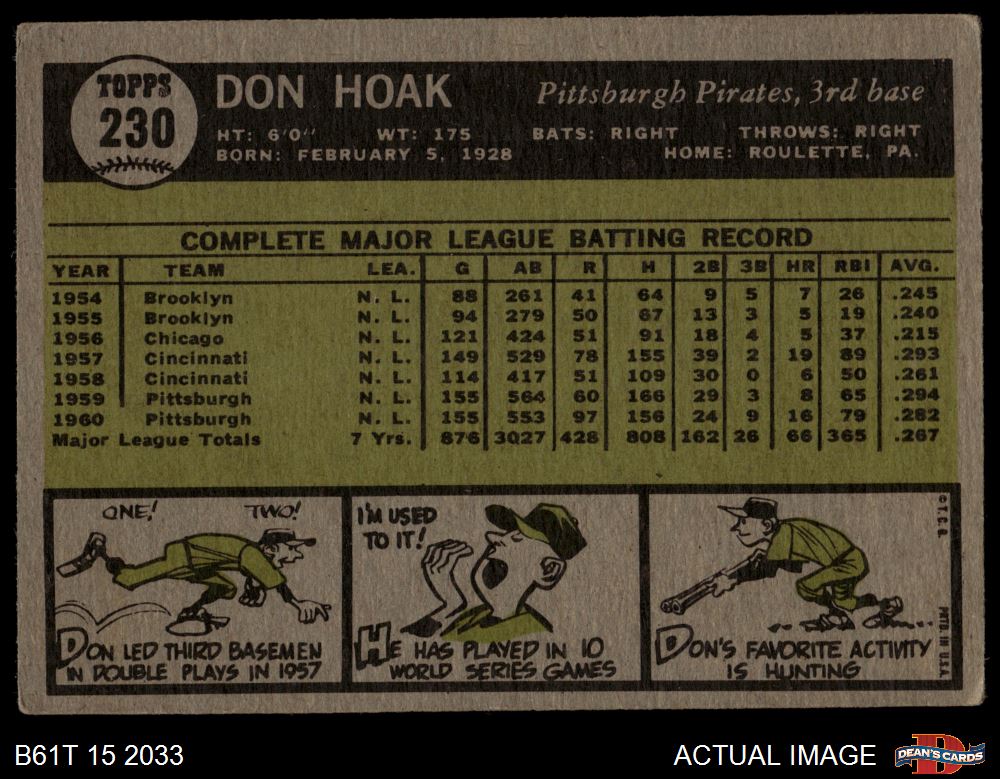 TOPPS
230
DON HOAK Pittsburgh Pirates, 3rd base
HT: 6'0" WT: 175 BATS: RIGHT THROWS: RIGHT
BORN: FEBRUARY 5, 1928 HOME: ROULETTE, PA.
COMPLETE MAJOR LEAGUE BATTING RECORD
YEAR TEAM LEA. G AB R H 2B 3B HR RBI AVG.
1954 Brooklyn N. L. 88 261 41 64 9 5 7 26 .245
1955 Brooklyn N. L. 94 279 50 67 13 3 5 19 .240
1956 Chicago N. L. 121 424 51 91 18 4 5 37 .215
1957 Cincinnati N. L. 149 529 78 155 39 2 19 89 .293
1958 Cincinnati N. L. 114 417 51 109 30 0 6 50 .261
1959 Pittsburgh N. L. 155 564 60 166 29 3 8 65 .294
1960 Pittsburgh N. L. 155 553 97 156 24 9 16 79 .282
Major League Totals 7 Yrs. 876 3027 428 808 162 26 66 365 .267
ONE! TWO!
DON LED THIRD BASEMEN
IN DOUBLE PLAYS IN 1957
I'M USED
TO IT!
HE HAS PLAYED IN 10
WORLD SERIES GAMES
DON'S FAVORITE ACTIVITY
IS HUNTING
© T.C.G. PRTD. IN U.S.A.
B61T 15 2033 ACTUAL IMAGE
DEAN'S CARDS